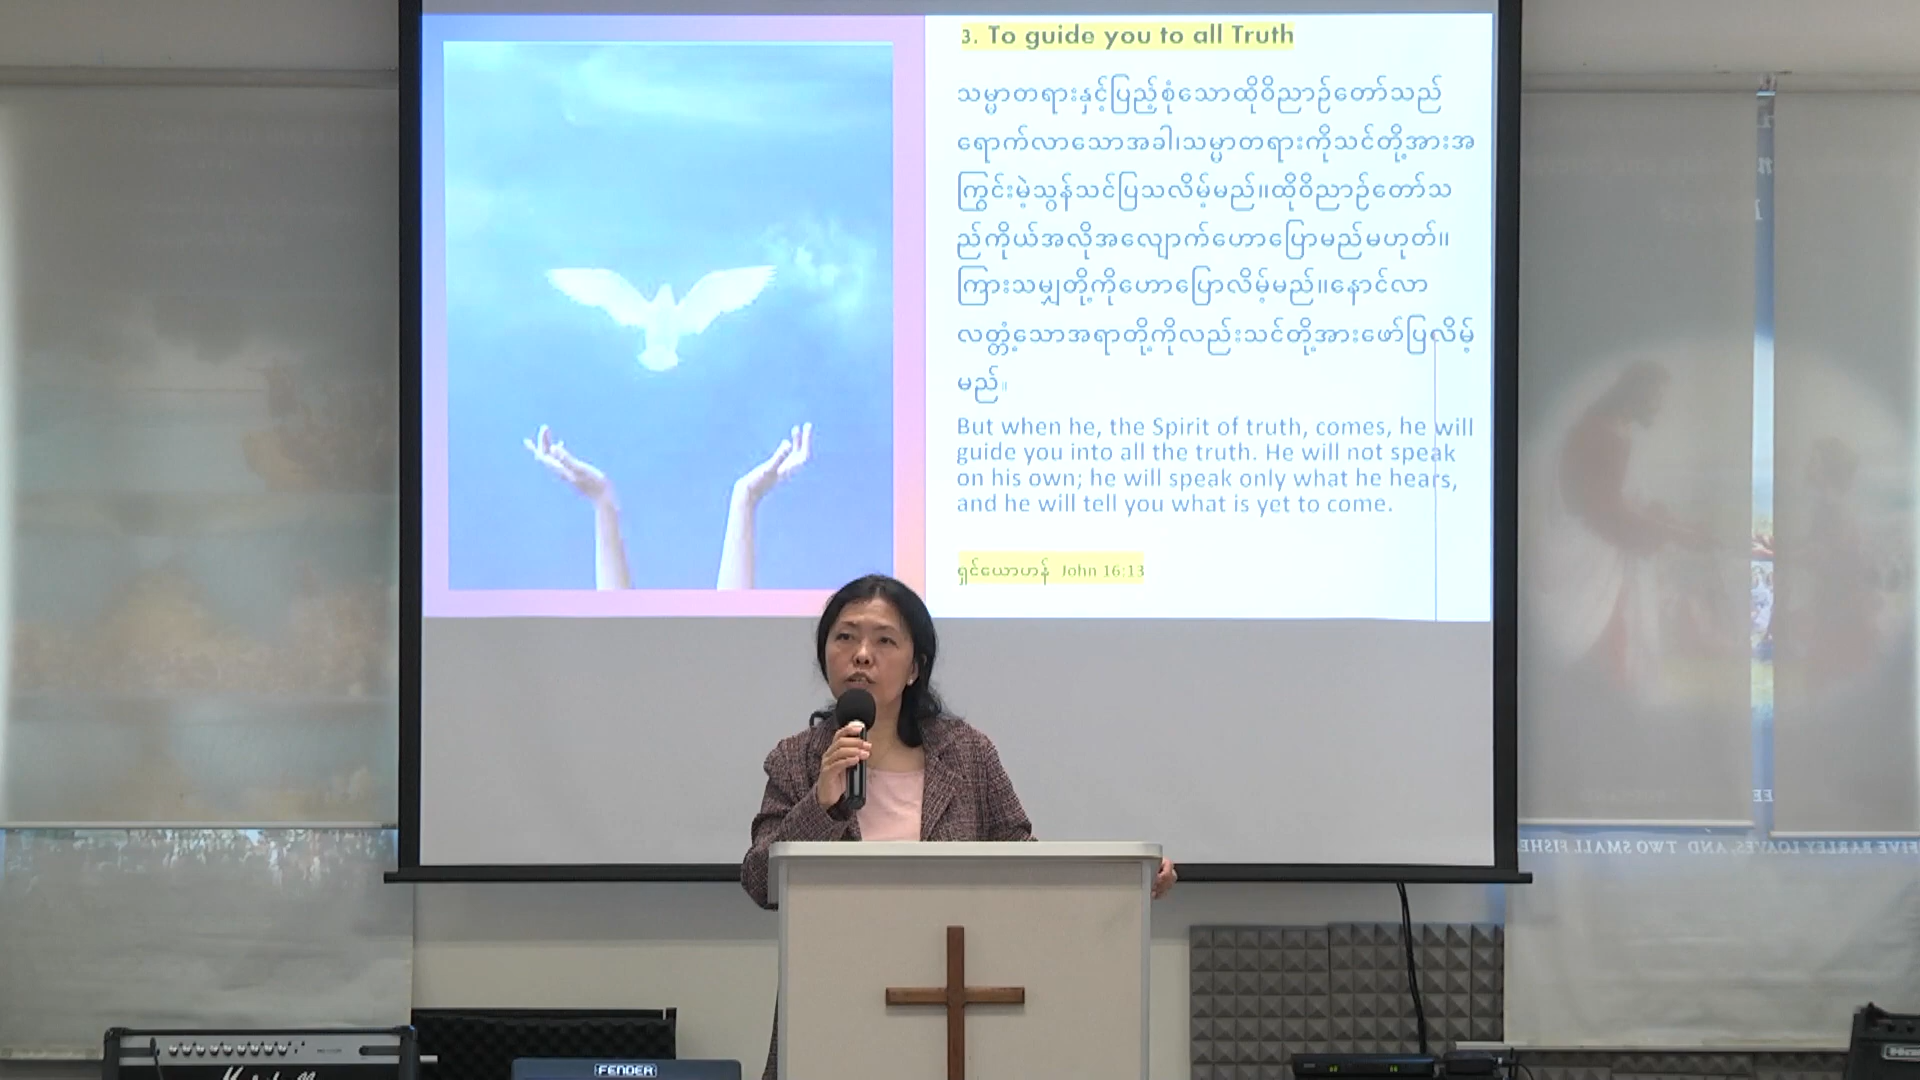 3. To guide you to all Truth
သမ္မာတရားနှင့်ပြည့်စုံသောထိုဝိညာဉ်တော်သည်
ရောက်လာသောအခါ၊သမ္မာတရားကိုသင်တို့အားအ
ကြွင်းမဲ့သွန်သင်ပြသလိမ့်မည်။ထိုဝိညာဉ်တော်သ
ည်ကိုယ်အလိုအလျောက်ဟောပြောမည်မဟုတ်။
ကြားသမျှတို့ကိုဟောပြောလိမ့်မည်။နောင်လာ
လတ္တံ့သောအရာတို့ကိုလည်းသင်တို့အားဖော်ပြလိမ့်
မည်။
But when he, the Spirit of truth, comes, he will
guide you into all the truth. He will not speak
on his own; he will speak only what he hears,
and he will tell you what is yet to come.
ရှင်ယောဟန် John 16:13
FIVE BARLEY LOAVES, AND TWO SMALL FISHE
FENDER